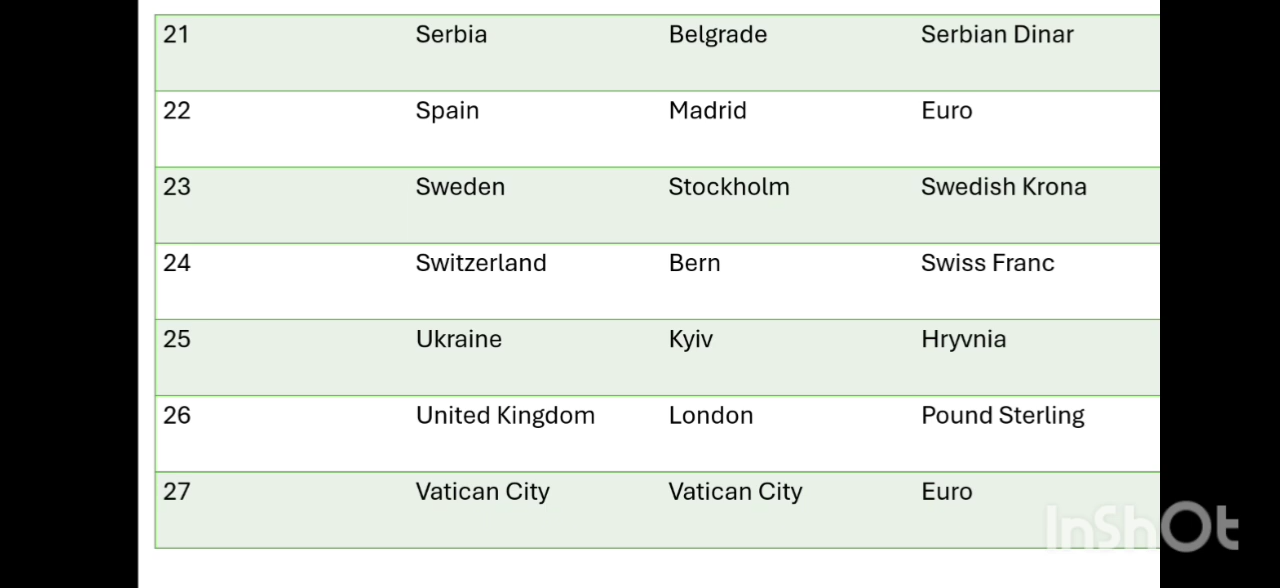 21 Serbia Belgrade Serbian Dinar
22 Spain Madrid Euro
23 Sweden Stockholm Swedish Krona
24 Switzerland Bern Swiss Franc
25 Ukraine Kyiv Hryvnia
26 United Kingdom London Pound Sterling
27 Vatican City Vatican City Euro
InShOt